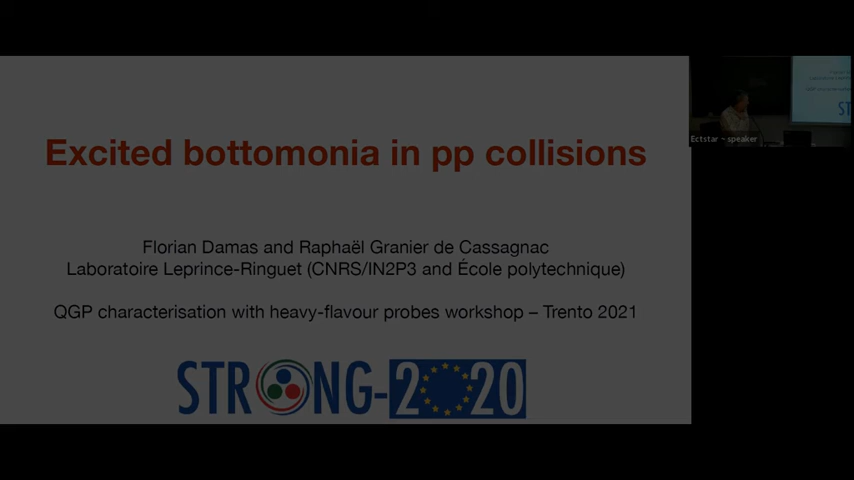 Excited bottomonia in pp collisions
Florian Damas and Raphaël Granier de Cassagnac
Laboratoire Leprince-Ringuet (CNRS/IN2P3 and École polytechnique)
QGP characterisation with heavy-flavour probes workshop – Trento 2021
STRONG-2020
Ectstar - speaker